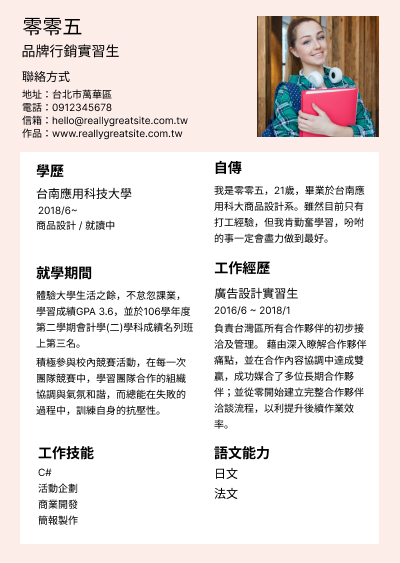 零零五
品牌行銷實習生
聯絡方式
地址：台北市萬華區
電話：0912345678
信箱：hello@reallygreatsite.com.tw
作品：www.reallygreatsite.com.tw
學歷
台南應用科技大學
2018/6~
商品設計 / 就讀中
就學期間
體驗大學生活之餘，不怠忽課業，
學習成績GPA 3.6，並於106學年度
第二學期會計學(二)學科成績名列班
上第三名。
積極參與校內競賽活動，在每一次
團隊競賽中，學習團隊合作的組織
協調與氣氛和諧，而總能在失敗的
過程中，訓練自身的抗壓性。
工作技能
C#
活動企劃
商業開發
簡報製作
自傳
我是零零五，21歲，畢業於台南應
用科大商品設計系。雖然目前只有
打工經驗，但我肯勤奮學習，吩咐
的事一定會盡力做到最好。
工作經歷
廣告設計實習生
2016/6 ~ 2018/1
負責台灣區所有合作夥伴的初步接
洽及管理。 藉由深入瞭解合作夥伴
痛點，並在合作內容協調中達成雙
贏，成功媒合了多位長期合作夥
伴；並從零開始建立完整合作夥伴
洽談流程，以利提升後續作業效
率。
語文能力
日文
法文